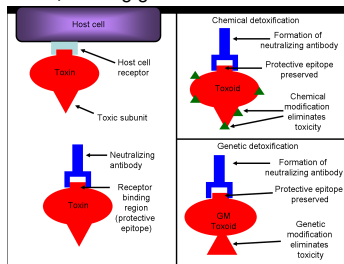 Host cell
Host cell
receptor
Toxin
Toxic subunit
Neutralizing
antibody
Receptor
binding
region
(protective
epitope)
Toxin
Chemical detoxification
Formation of
neutralizing antibody
Protective epitope
preserved
Toxoid
Chemical
modification
eliminates
toxicity
Genetic detoxification
Formation of
neutralizing antibody
Protective epitope
preserved
GM
Toxoid
Genetic
modification
eliminates
toxicity